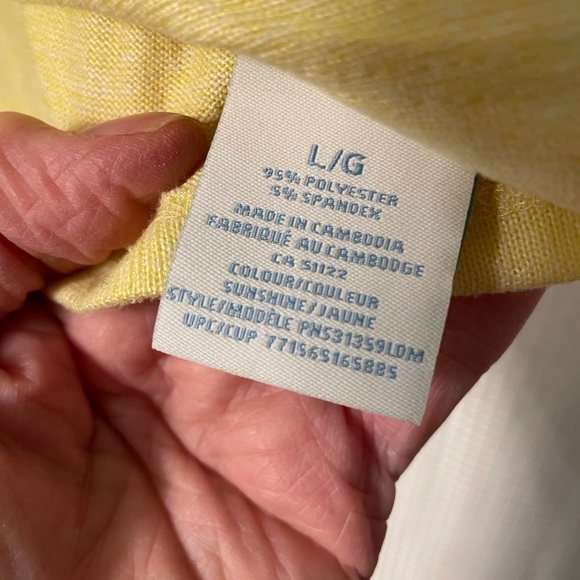 L/G
95% POLYESTER
5% SPANDEX
MADE IN CAMBODIA
FABRIQUÉ AU CAMBODGE
CA 51122
COLOUR/COULEUR
SUNSHINE/JAUNE
STYLE/MODÈLE PN531359LDM
UPC/CUP 771565165885